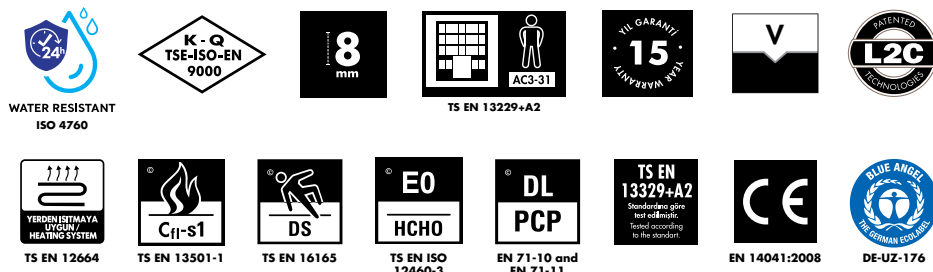 24h
WATER RESISTANT
ISO 4760
K - Q
TSE-ISO-EN
9000
8
mm
AC3-31
TS EN 13229+A2
YIL GARANTİ
15
YEAR WARRANTY
V
PATENTED
L2C
TECHNOLOGIES
YERDEN ISITMAYA
UYGUN /
HEATING SYSTEM
TS EN 12664
©
Cfl-s1
TS EN 13501-1
©
DS
TS EN 16165
©
E0
HCHO
TS EN ISO
12460-3
©
DL
PCP
EN 71-10 and
EN 71-11
TS EN
13329+A2
Standardına göre
test edilmiştir.
Tested according
to the standart.
CE
EN 14041:2008
BLUE ANGEL
THE GERMAN ECOLABEL
DE-UZ-176